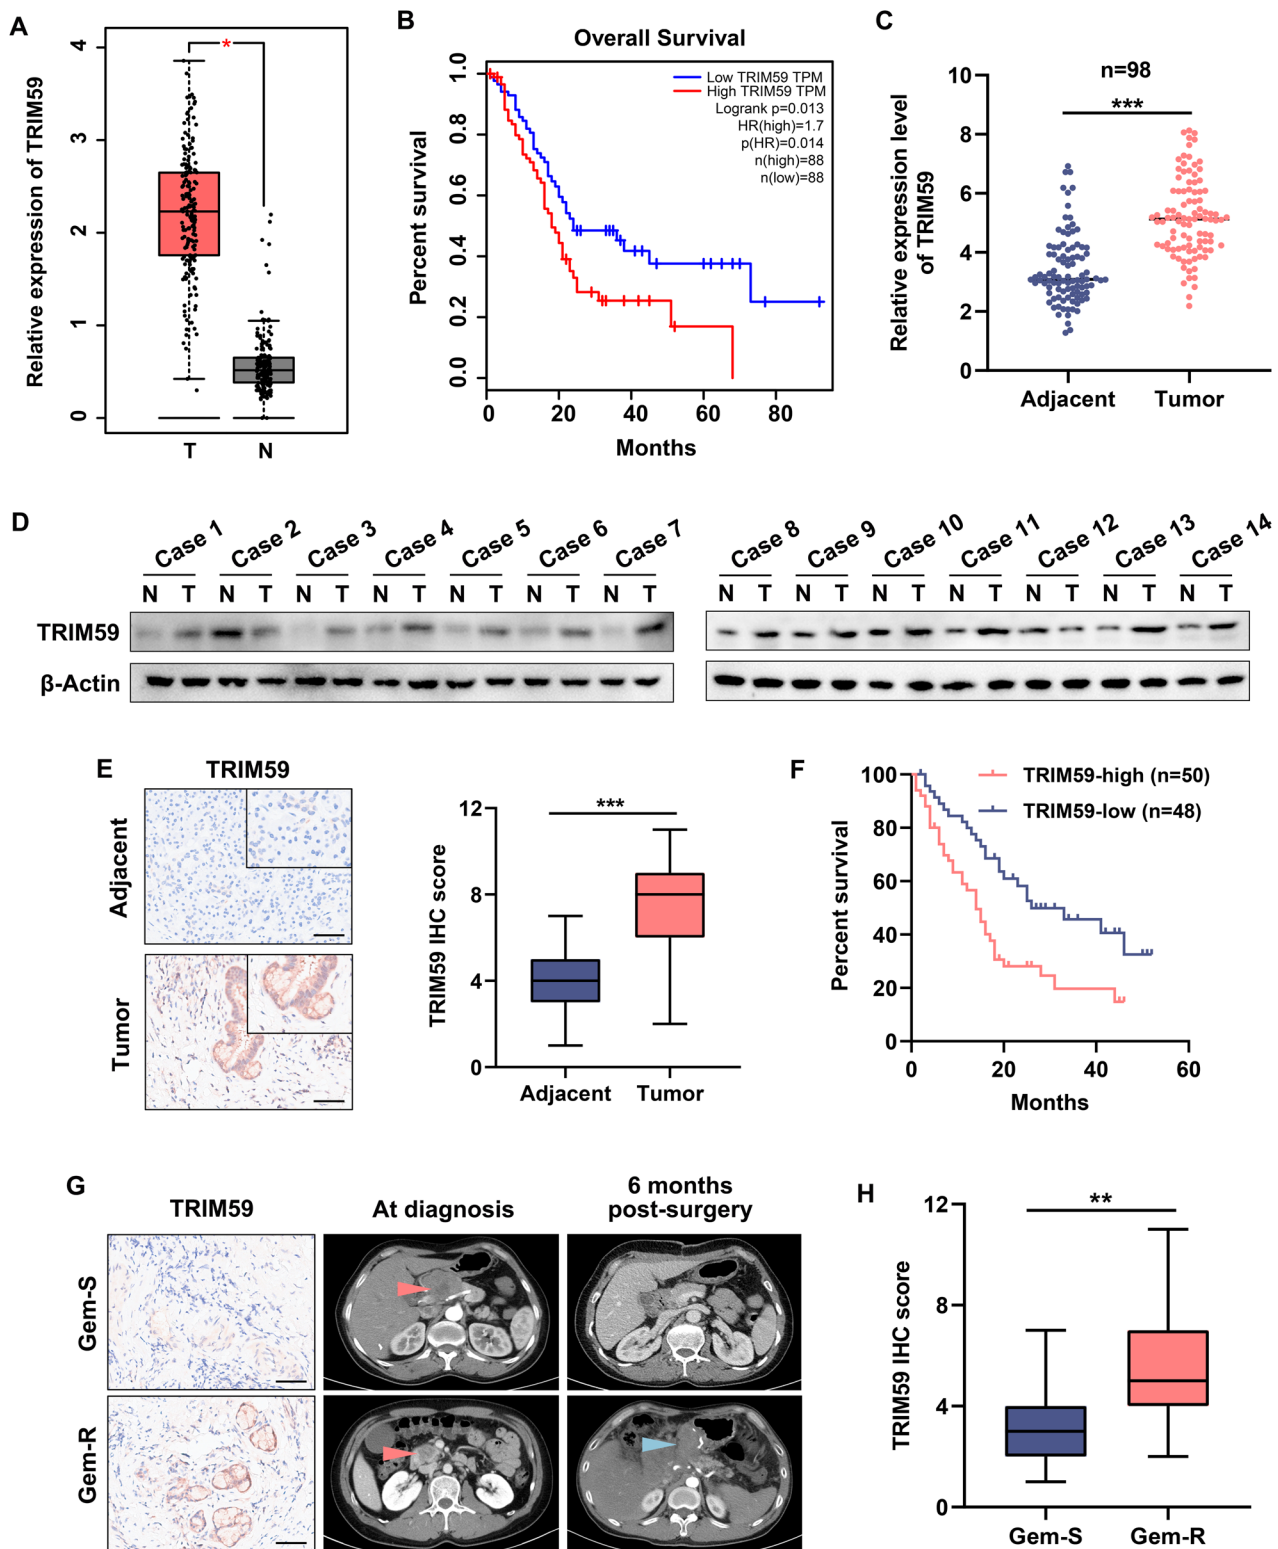 A
Relative expression of TRIM59
4
3
2
1
0
*
T N
B
Overall Survival
Percent survival
1.0
0.8
0.6
0.4
0.2
0.0
Low TRIM59 TPM
High TRIM59 TPM
Logrank p=0.013
HR(high)=1.7
p(HR)=0.014
n(high)=88
n(low)=88
0 20 40 60 80
Months
C
Relative expression level
of TRIM59
n=98
***
10
8
6
4
2
0
Adjacent Tumor
D
Case 1 Case 2 Case 3 Case 4 Case 5 Case 6 Case 7 Case 8 Case 9 Case 10 Case 11 Case 12 Case 13 Case 14
N T N T N T N T N T N T N T N T N T N T N T N T N T N T
TRIM59
β-Actin
E
TRIM59
Adjacent
Tumor
TRIM59 IHC score
***
12
8
4
0
Adjacent Tumor
F
Percent survival
TRIM59-high (n=50)
TRIM59-low (n=48)
100
80
60
40
20
0
0 20 40 60
Months
G
TRIM59
At diagnosis
6 months
post-surgery
Gem-S
Gem-R
H
TRIM59 IHC score
**
12
8
4
0
Gem-S Gem-R